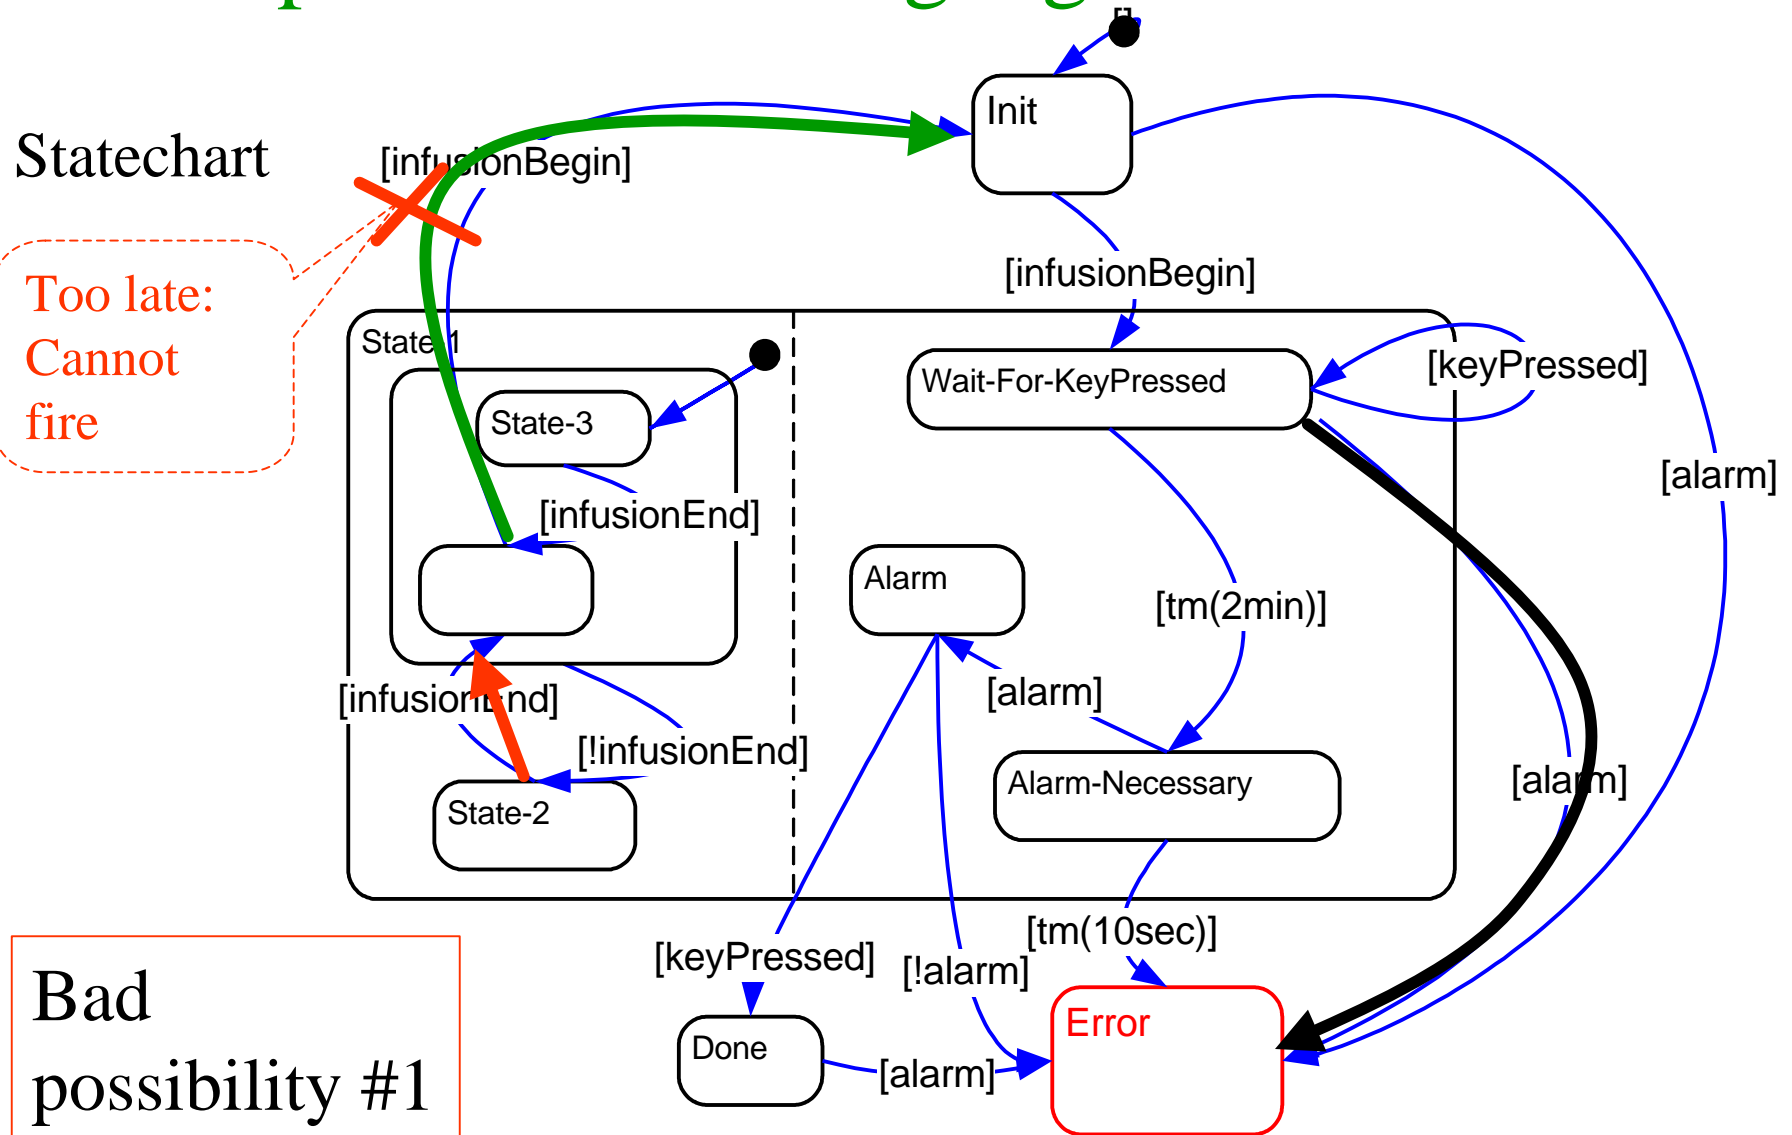 []
Init
Statechart
[infusionBegin]
Too late:
Cannot
fire
[infusionBegin]
State-1
Wait-For-KeyPressed
[keyPressed]
State-3
[alarm]
[infusionEnd]
Alarm
[tm(2min)]
[infusionEnd]
[alarm]
[!infusionEnd]
Alarm-Necessary
[alarm]
State-2
[tm(10sec)]
[keyPressed]
[!alarm]
Bad
possibility #1
Error
Done
[alarm]